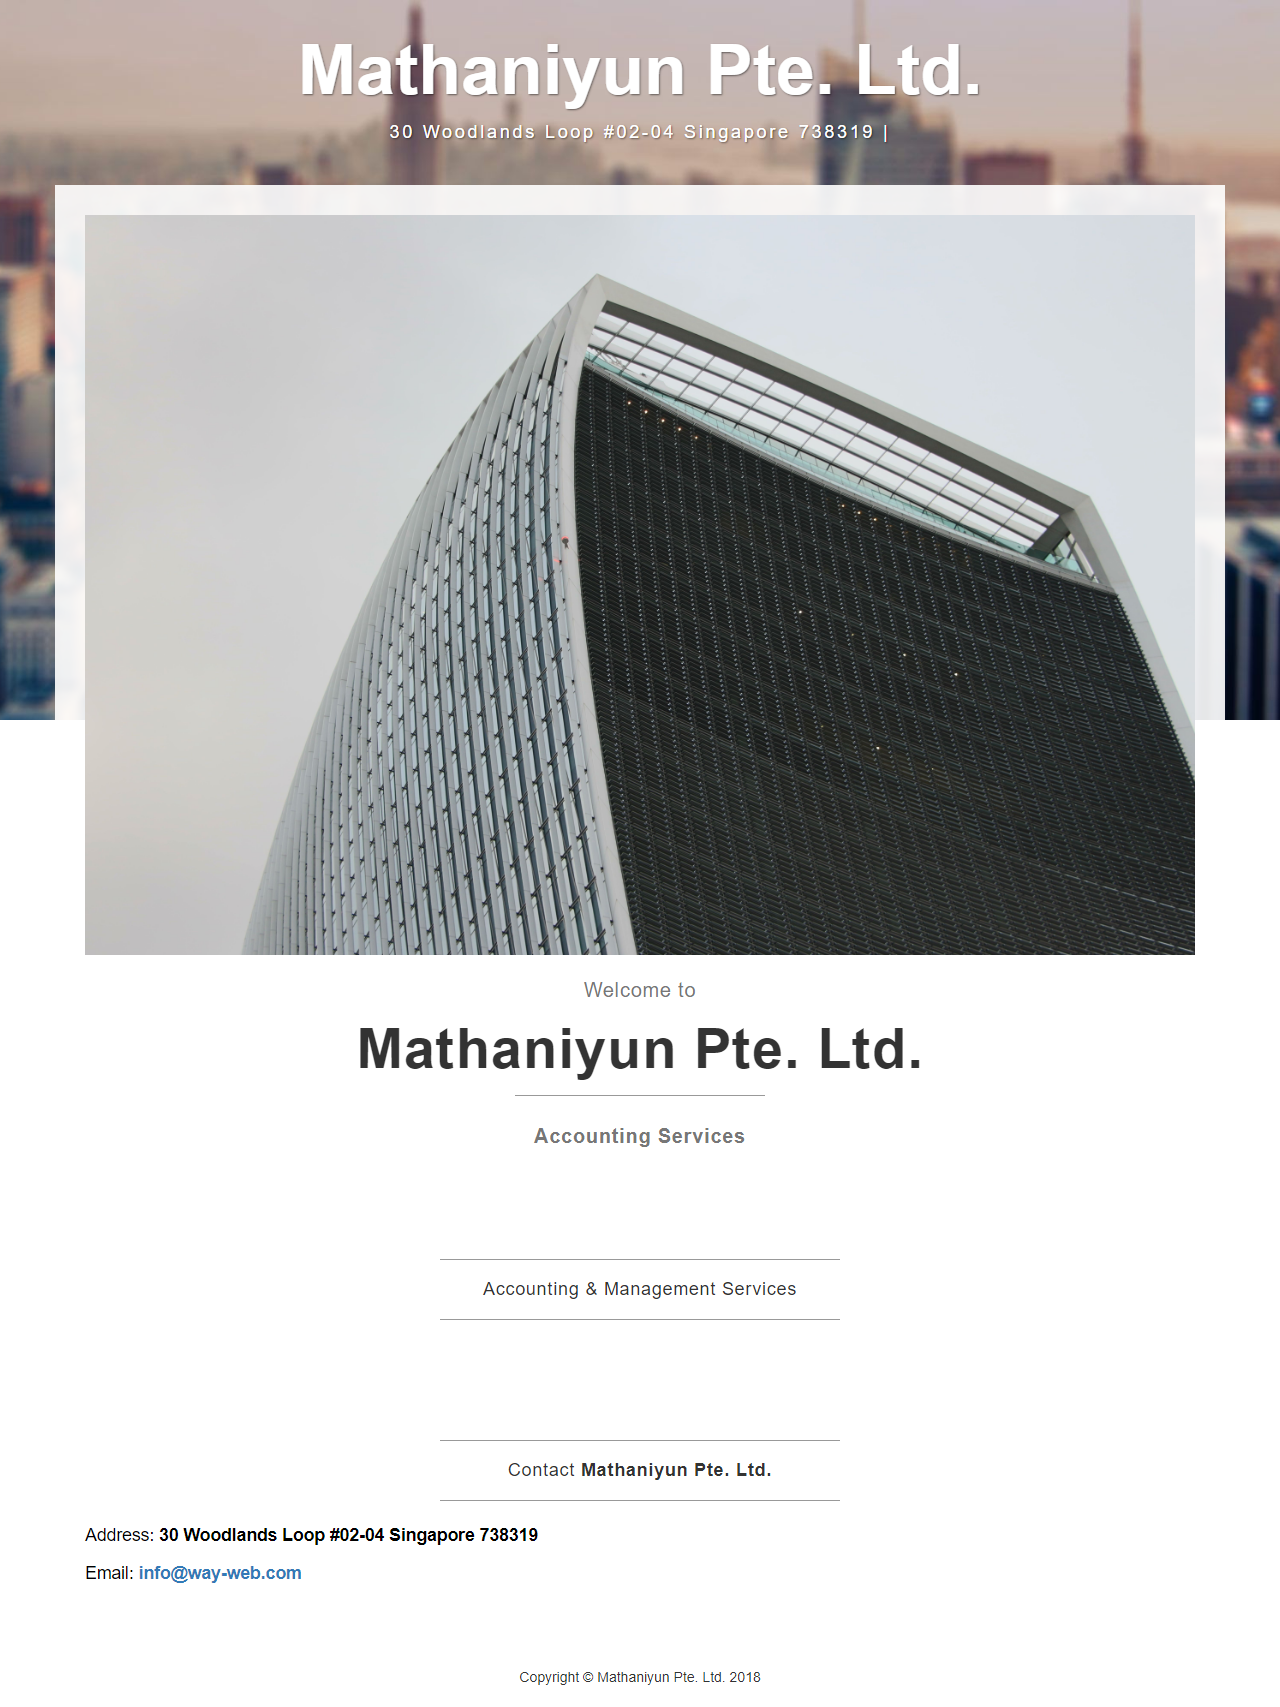 Mathaniyun Pte. Ltd.
30 Woodlands Loop #02-04 Singapore 738319 |
Welcome to
Mathaniyun Pte. Ltd.
Accounting Services
Accounting & Management Services
Contact Mathaniyun Pte. Ltd.
Address: 30 Woodlands Loop #02-04 Singapore 738319
Email: info@way-web.com
Copyright © Mathaniyun Pte. Ltd. 2018